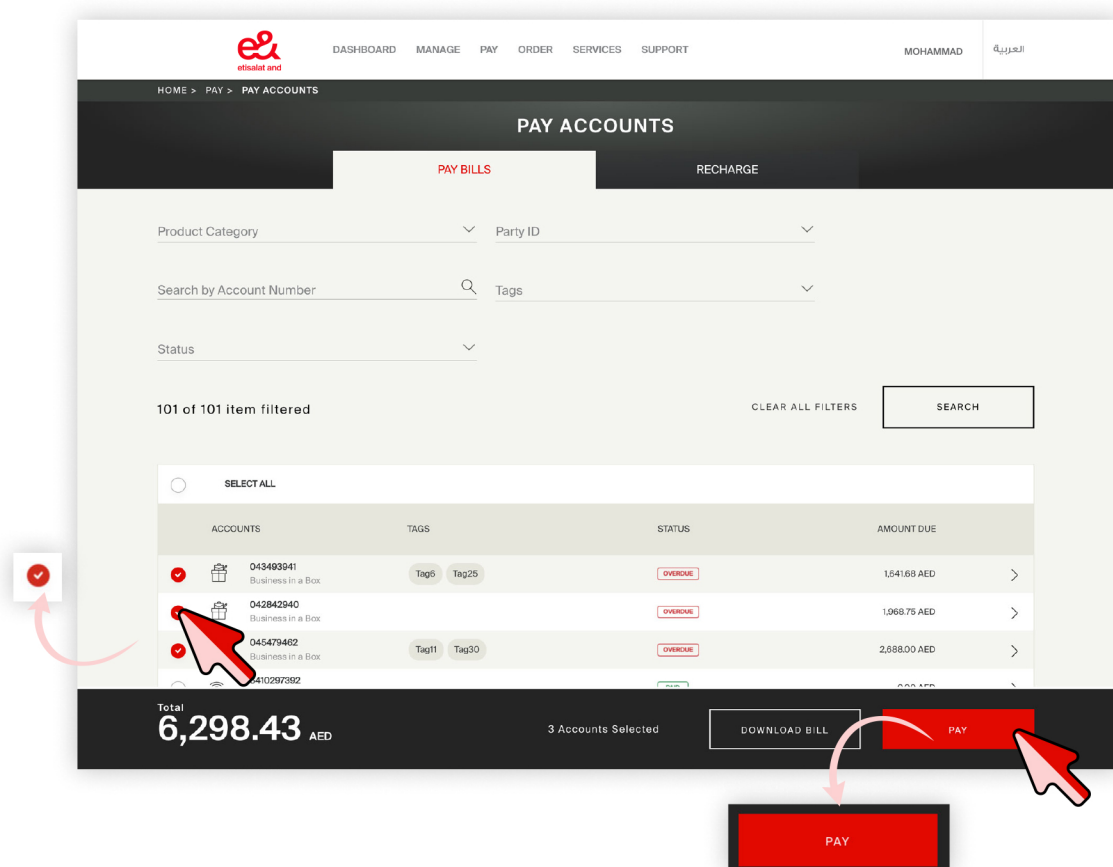 e&
etisalat and
DASHBOARD MANAGE PAY ORDER SERVICES SUPPORT MOHAMMAD العربية
HOME > PAY > PAY ACCOUNTS
PAY ACCOUNTS
PAY BILLS RECHARGE
Product Category Party ID
Search by Account Number Tags
Status
101 of 101 item filtered CLEAR ALL FILTERS SEARCH
SELECT ALL
ACCOUNTS TAGS STATUS AMOUNT DUE
043493941
Business in a Box Tag6 Tag25 OVERDUE 1,641.68 AED
042842940
Business in a Box OVERDUE 1,968.75 AED
045479462
Business in a Box Tag11 Tag30 OVERDUE 2,688.00 AED
Total
6,298.43 AED 3 Accounts Selected DOWNLOAD BILL PAY
PAY